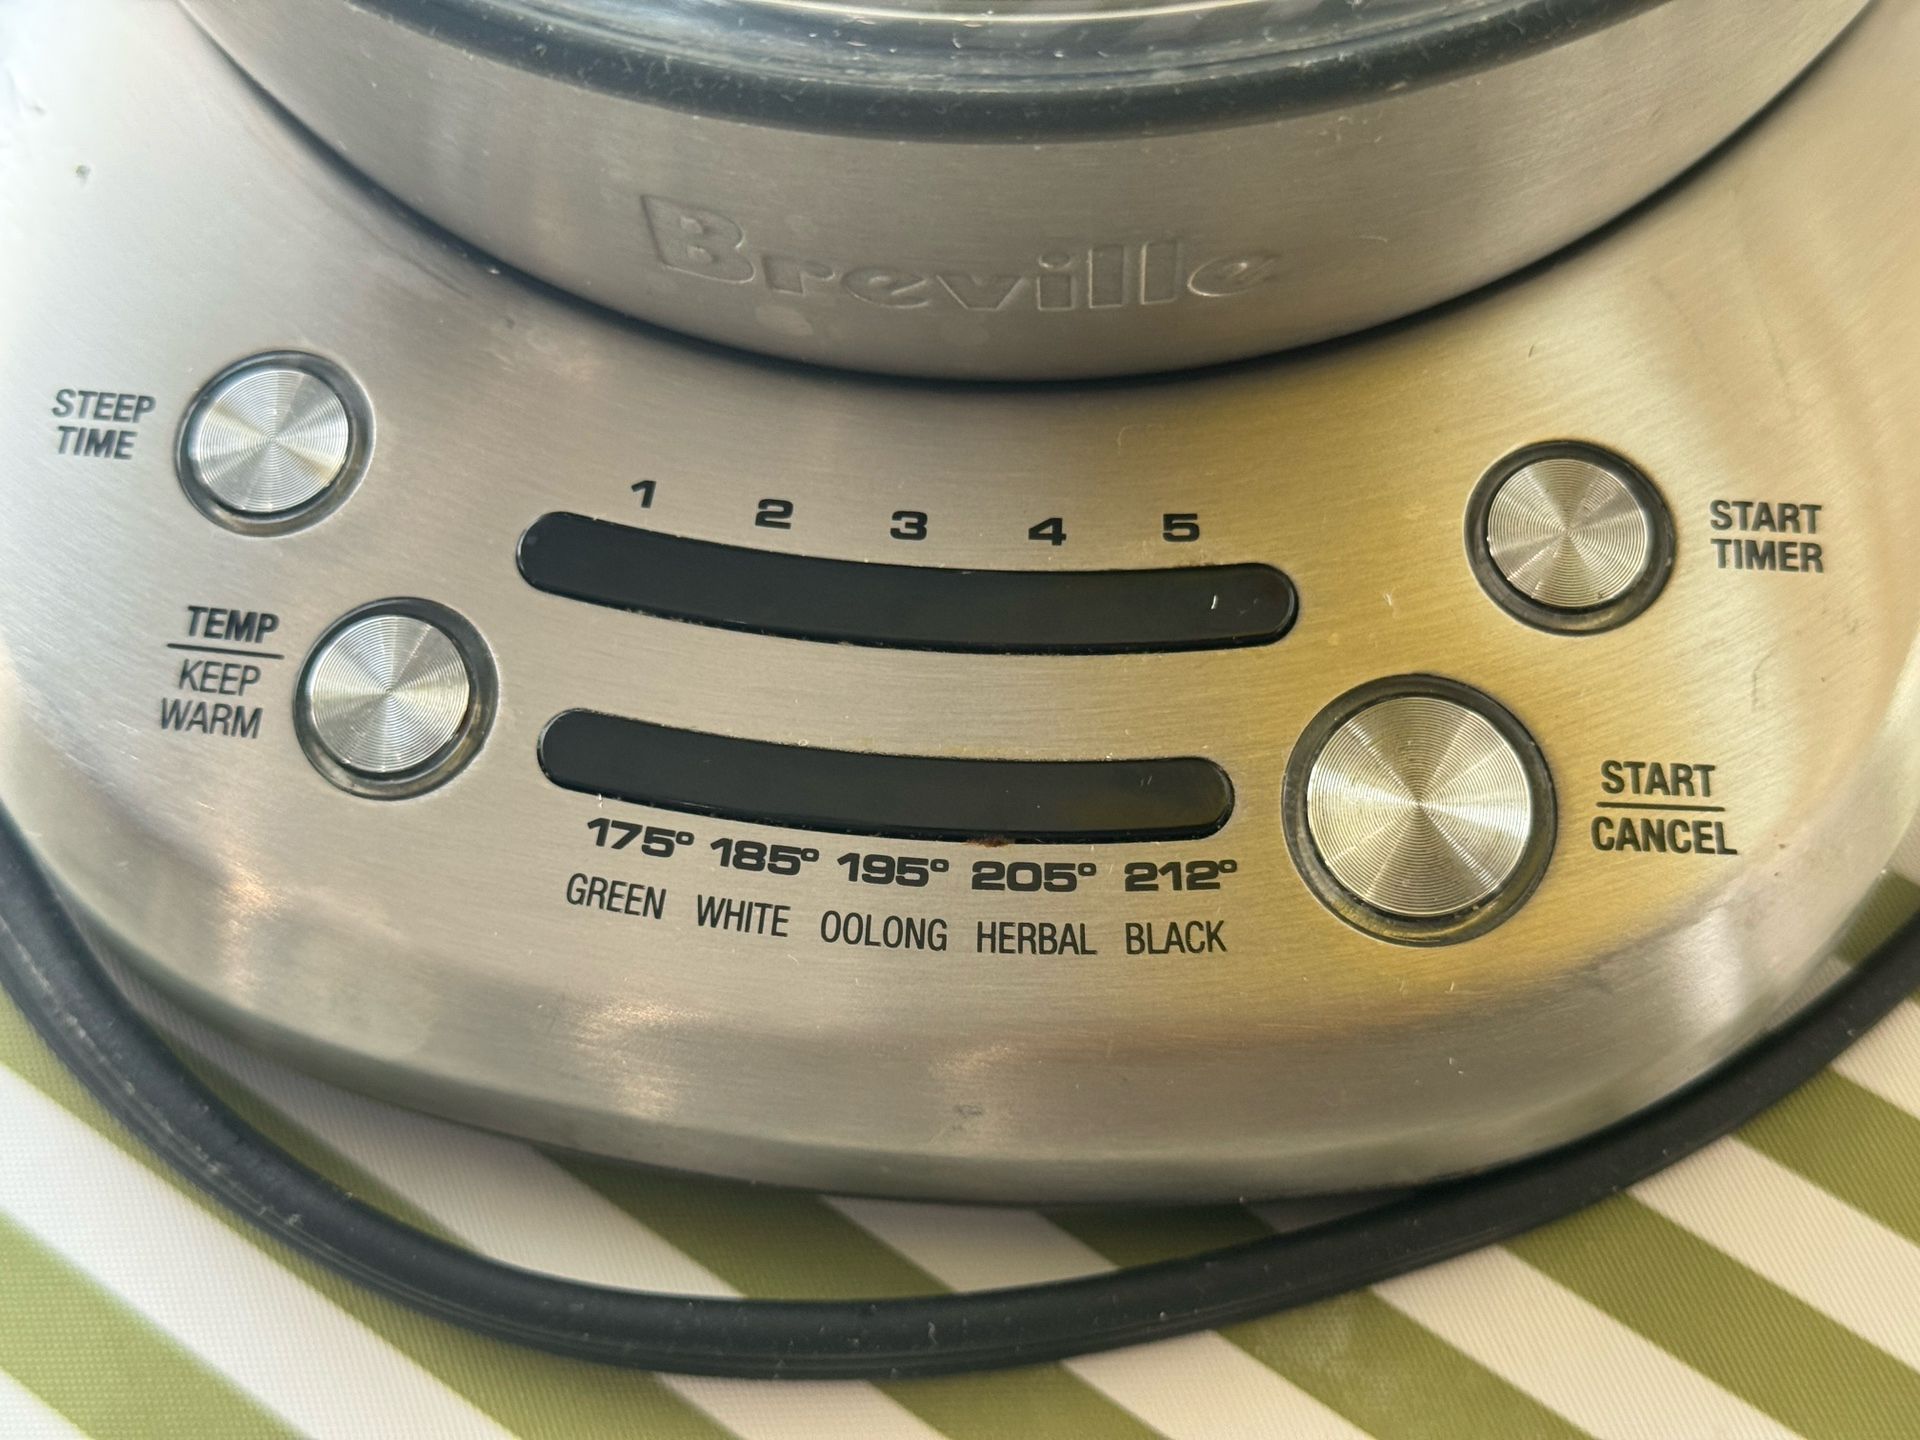 Breville
STEEP
TIME
1 2 3 4 5
START
TIMER
TEMP
KEEP
WARM
START
CANCEL
175° 185° 195° 205° 212°
GREEN WHITE OOLONG HERBAL BLACK